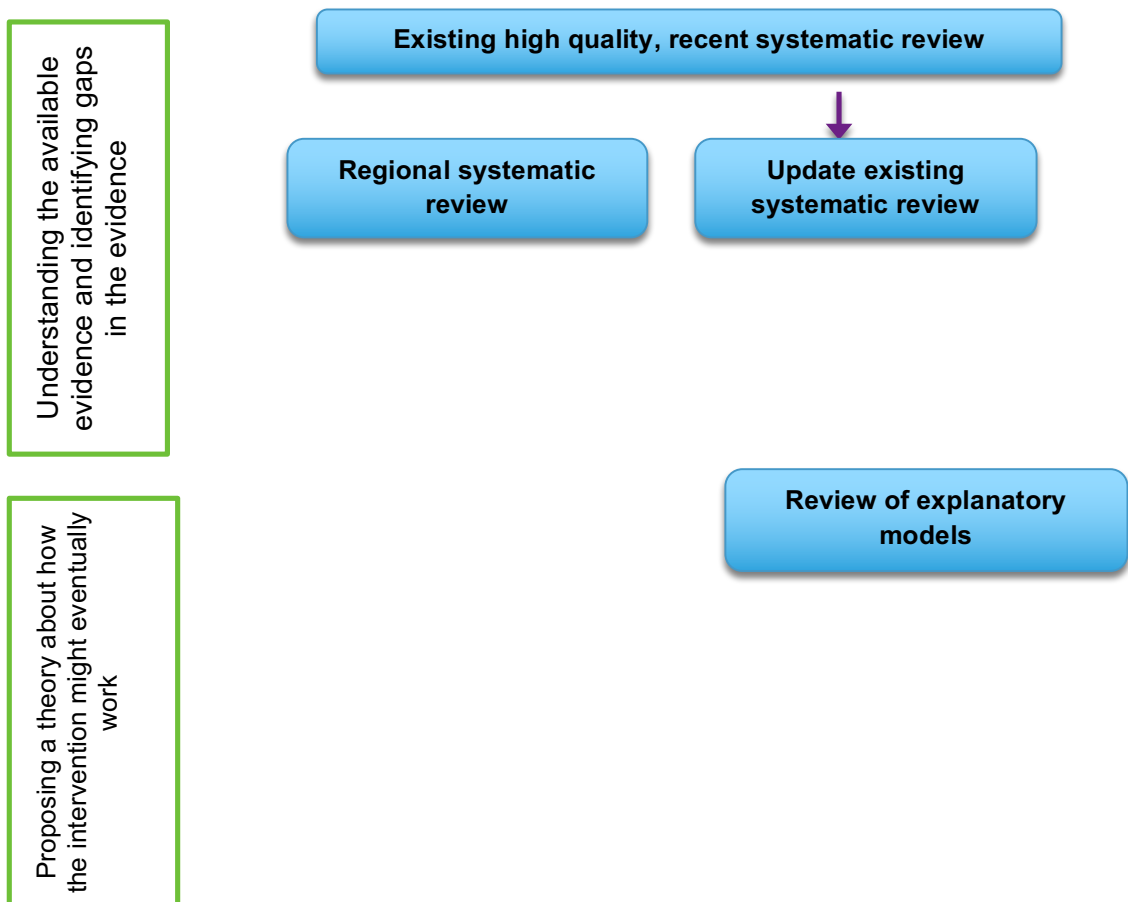 Understanding the available
evidence and identifying gaps
in the evidence
Existing high quality, recent systematic review
Regional systematic
review
Update existing
systematic review
Review of explanatory
models
Proposing a theory about how
the intervention might eventually
work